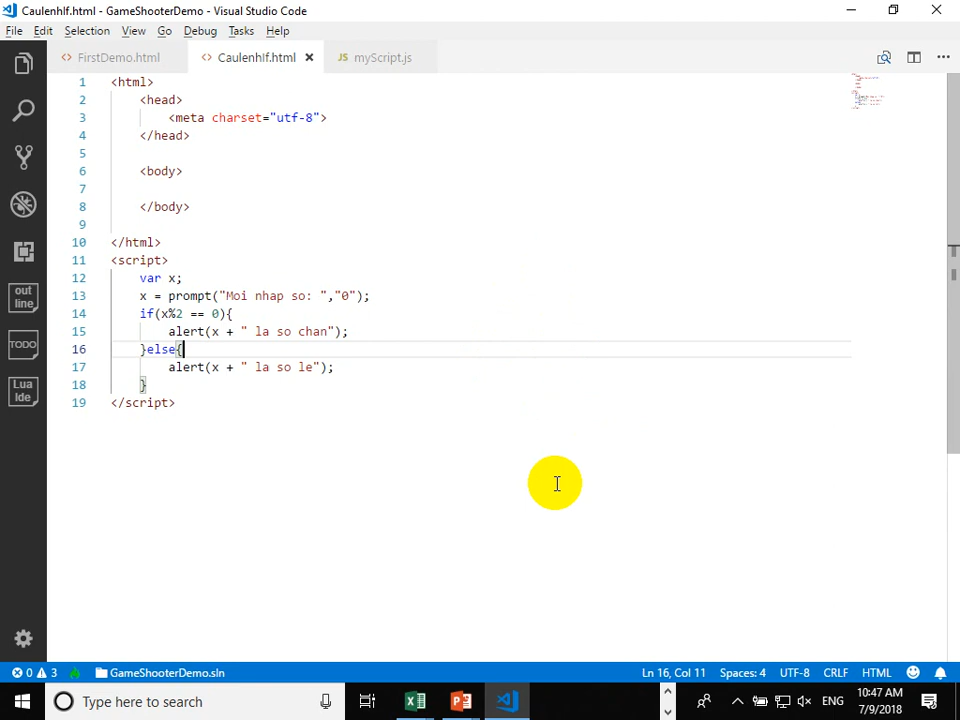 Caulenhlf.html - GameShooterDemo - Visual Studio Code
File Edit Selection View Go Debug Tasks Help
<> FirstDemo.html <> Caulenhlf.html × JS myScript.js
1 <html>
2 <head>
3 <meta charset="utf-8">
4 </head>
5
6 <body>
7
8 </body>
9
10 </html>
11 <script>
12 var x;
13 x = prompt("Moi nhap so: ","0");
14 if(x%2 == 0){
15 alert(x + " la so chan");
16 }else{
17 alert(x + " la so le");
18 }
19 </script>
out
line
TODO
Lua
Ide
0 3 GameShooterDemo.sln Ln 16, Col 11 Spaces: 4 UTF-8 CRLF HTML
Type here to search ENG 10:47 AM
7/9/2018